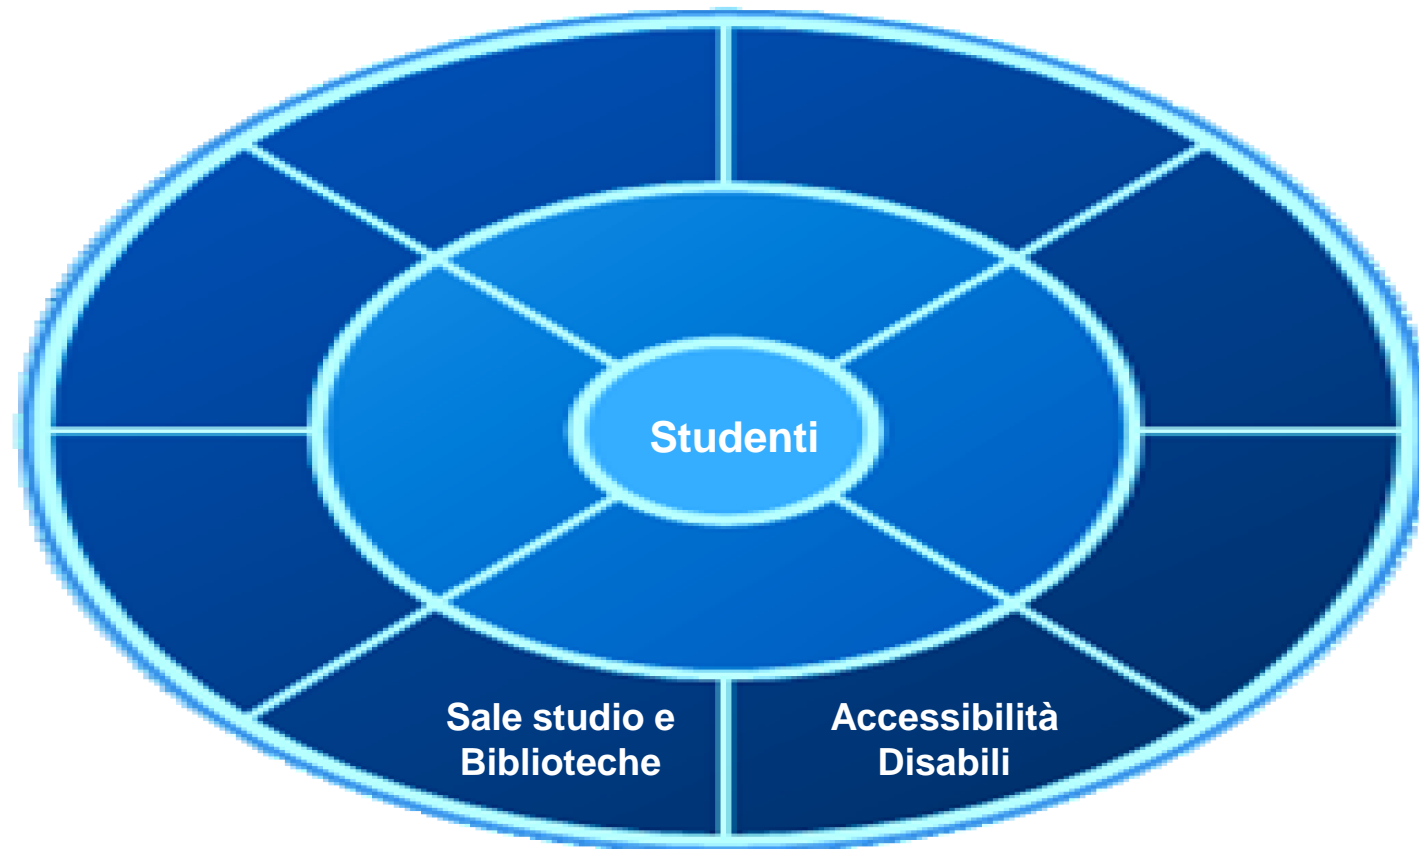 Studenti
Sale studio e
Biblioteche
Accessibilità
Disabili